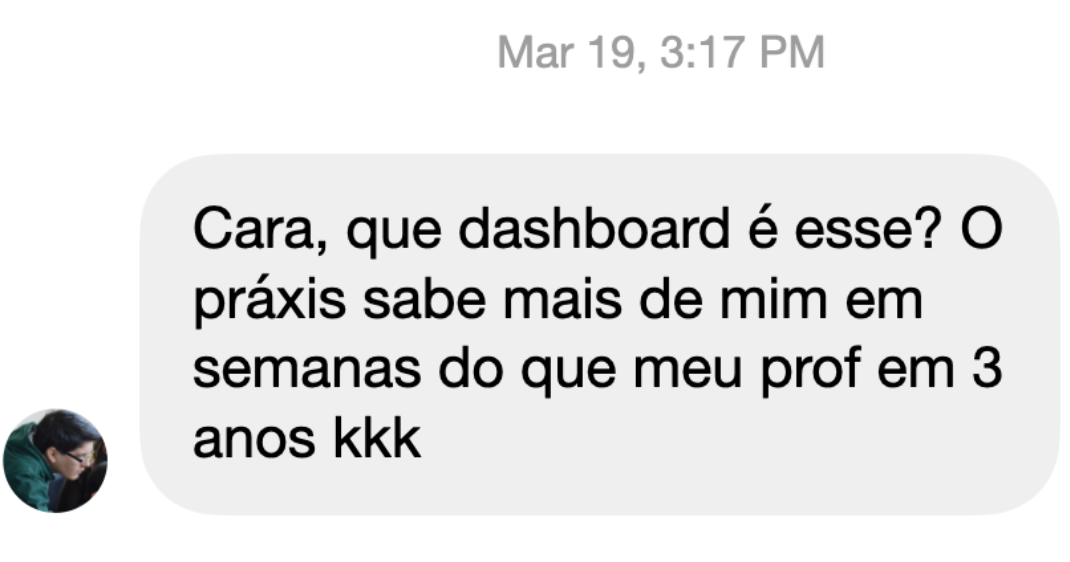 Mar 19, 3:17 PM
Cara, que dashboard é esse? O
práxis sabe mais de mim em
semanas do que meu prof em 3
anos kkk